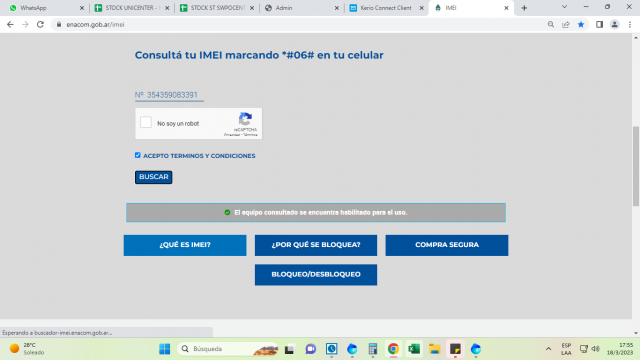 WhatsApp
STOCK UNICENTER - I
STOCK ST SWPOCENT
Admin
Kerio Connect Client
IMEI
enacom.gob.ar/imei
Consultá tu IMEI marcando *#06# en tu celular
Nº 354359083391
No soy un robot
reCAPTCHA
Privacidad - Términos
ACEPTO TERMINOS Y CONDICIONES
BUSCAR
El equipo consultado se encuentra habilitado para el uso.
¿QUÉ ES IMEI?
¿POR QUÉ SE BLOQUEA?
COMPRA SEGURA
BLOQUEO/DESBLOQUEO
Esperando a buscador-imei.enacom.gob.ar...
28°C
Soleado
Búsqueda
ESP
LAA
17:55
18/3/2023